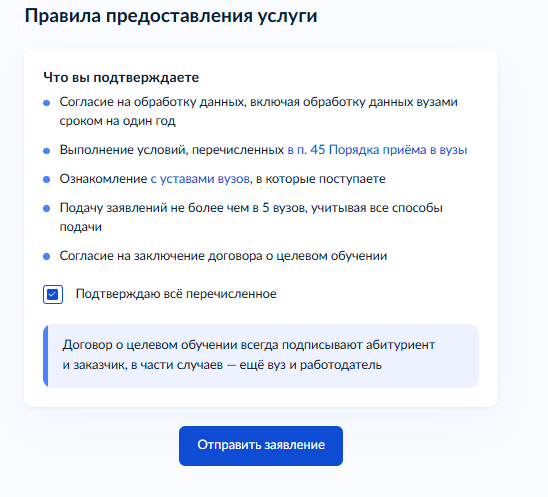 Правила предоставления услуги
Что вы подтверждаете
Согласие на обработку данных, включая обработку данных вузами
сроком на один год
Выполнение условий, перечисленных в п. 45 Порядка приёма в вузы
Ознакомление с уставами вузов, в которые поступаете
Подачу заявлений не более чем в 5 вузов, учитывая все способы
подачи
Согласие на заключение договора о целевом обучении
Подтверждаю всё перечисленное
Договор о целевом обучении всегда подписывают абитуриент
и заказчик, в части случаев — ещё вуз и работодатель
Отправить заявление